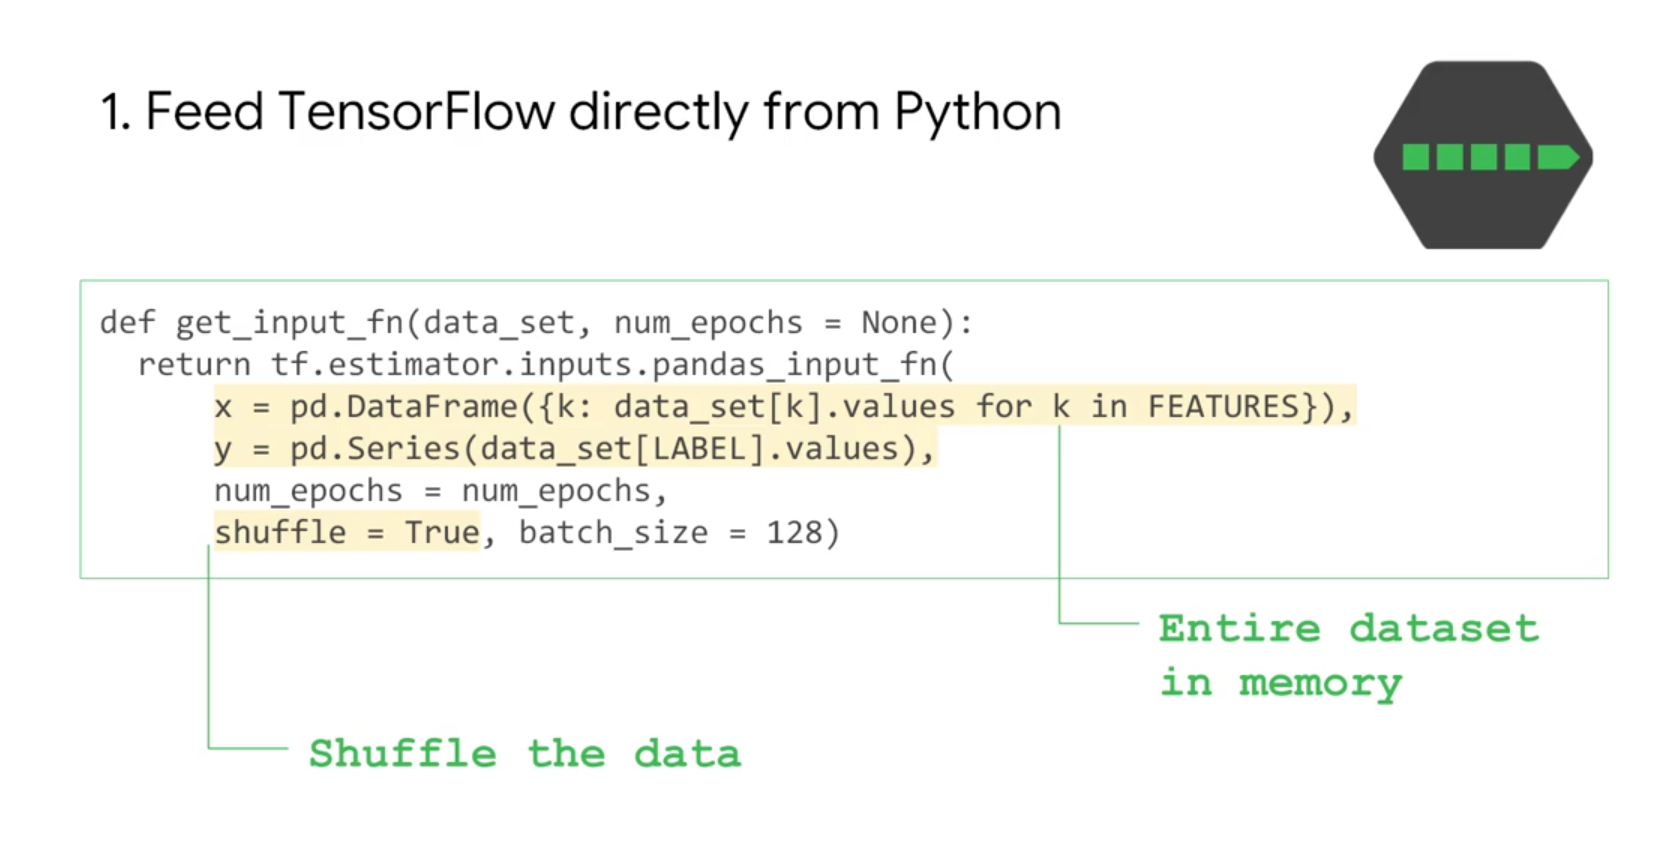 1. Feed TensorFlow directly from Python
def get_input_fn(data_set, num_epochs = None):
  return tf.estimator.inputs.pandas_input_fn(
      x = pd.DataFrame({k: data_set[k].values for k in FEATURES}),
      y = pd.Series(data_set[LABEL].values),
      num_epochs = num_epochs,
      shuffle = True, batch_size = 128)
Entire dataset
in memory
Shuffle the data